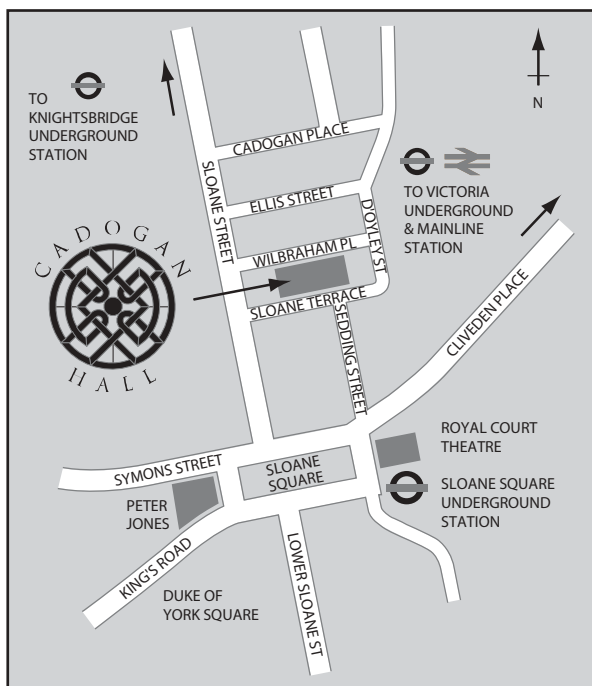 TO
KNIGHTSBRIDGE
UNDERGROUND
STATION
N
CADOGAN PLACE
SLOANE STREET
ELLIS STREET
D'OYLEY ST
TO VICTORIA
UNDERGROUND
& MAINLINE
STATION
WILBRAHAM PL
CADOGAN
HALL
SLOANE TERRACE
SEDDING STREET
CLIVEDEN PLACE
ROYAL COURT
THEATRE
SYMONS STREET
SLOANE
SQUARE
SLOANE SQUARE
UNDERGROUND
STATION
PETER
JONES
KING'S ROAD
LOWER SLOANE ST
DUKE OF
YORK SQUARE